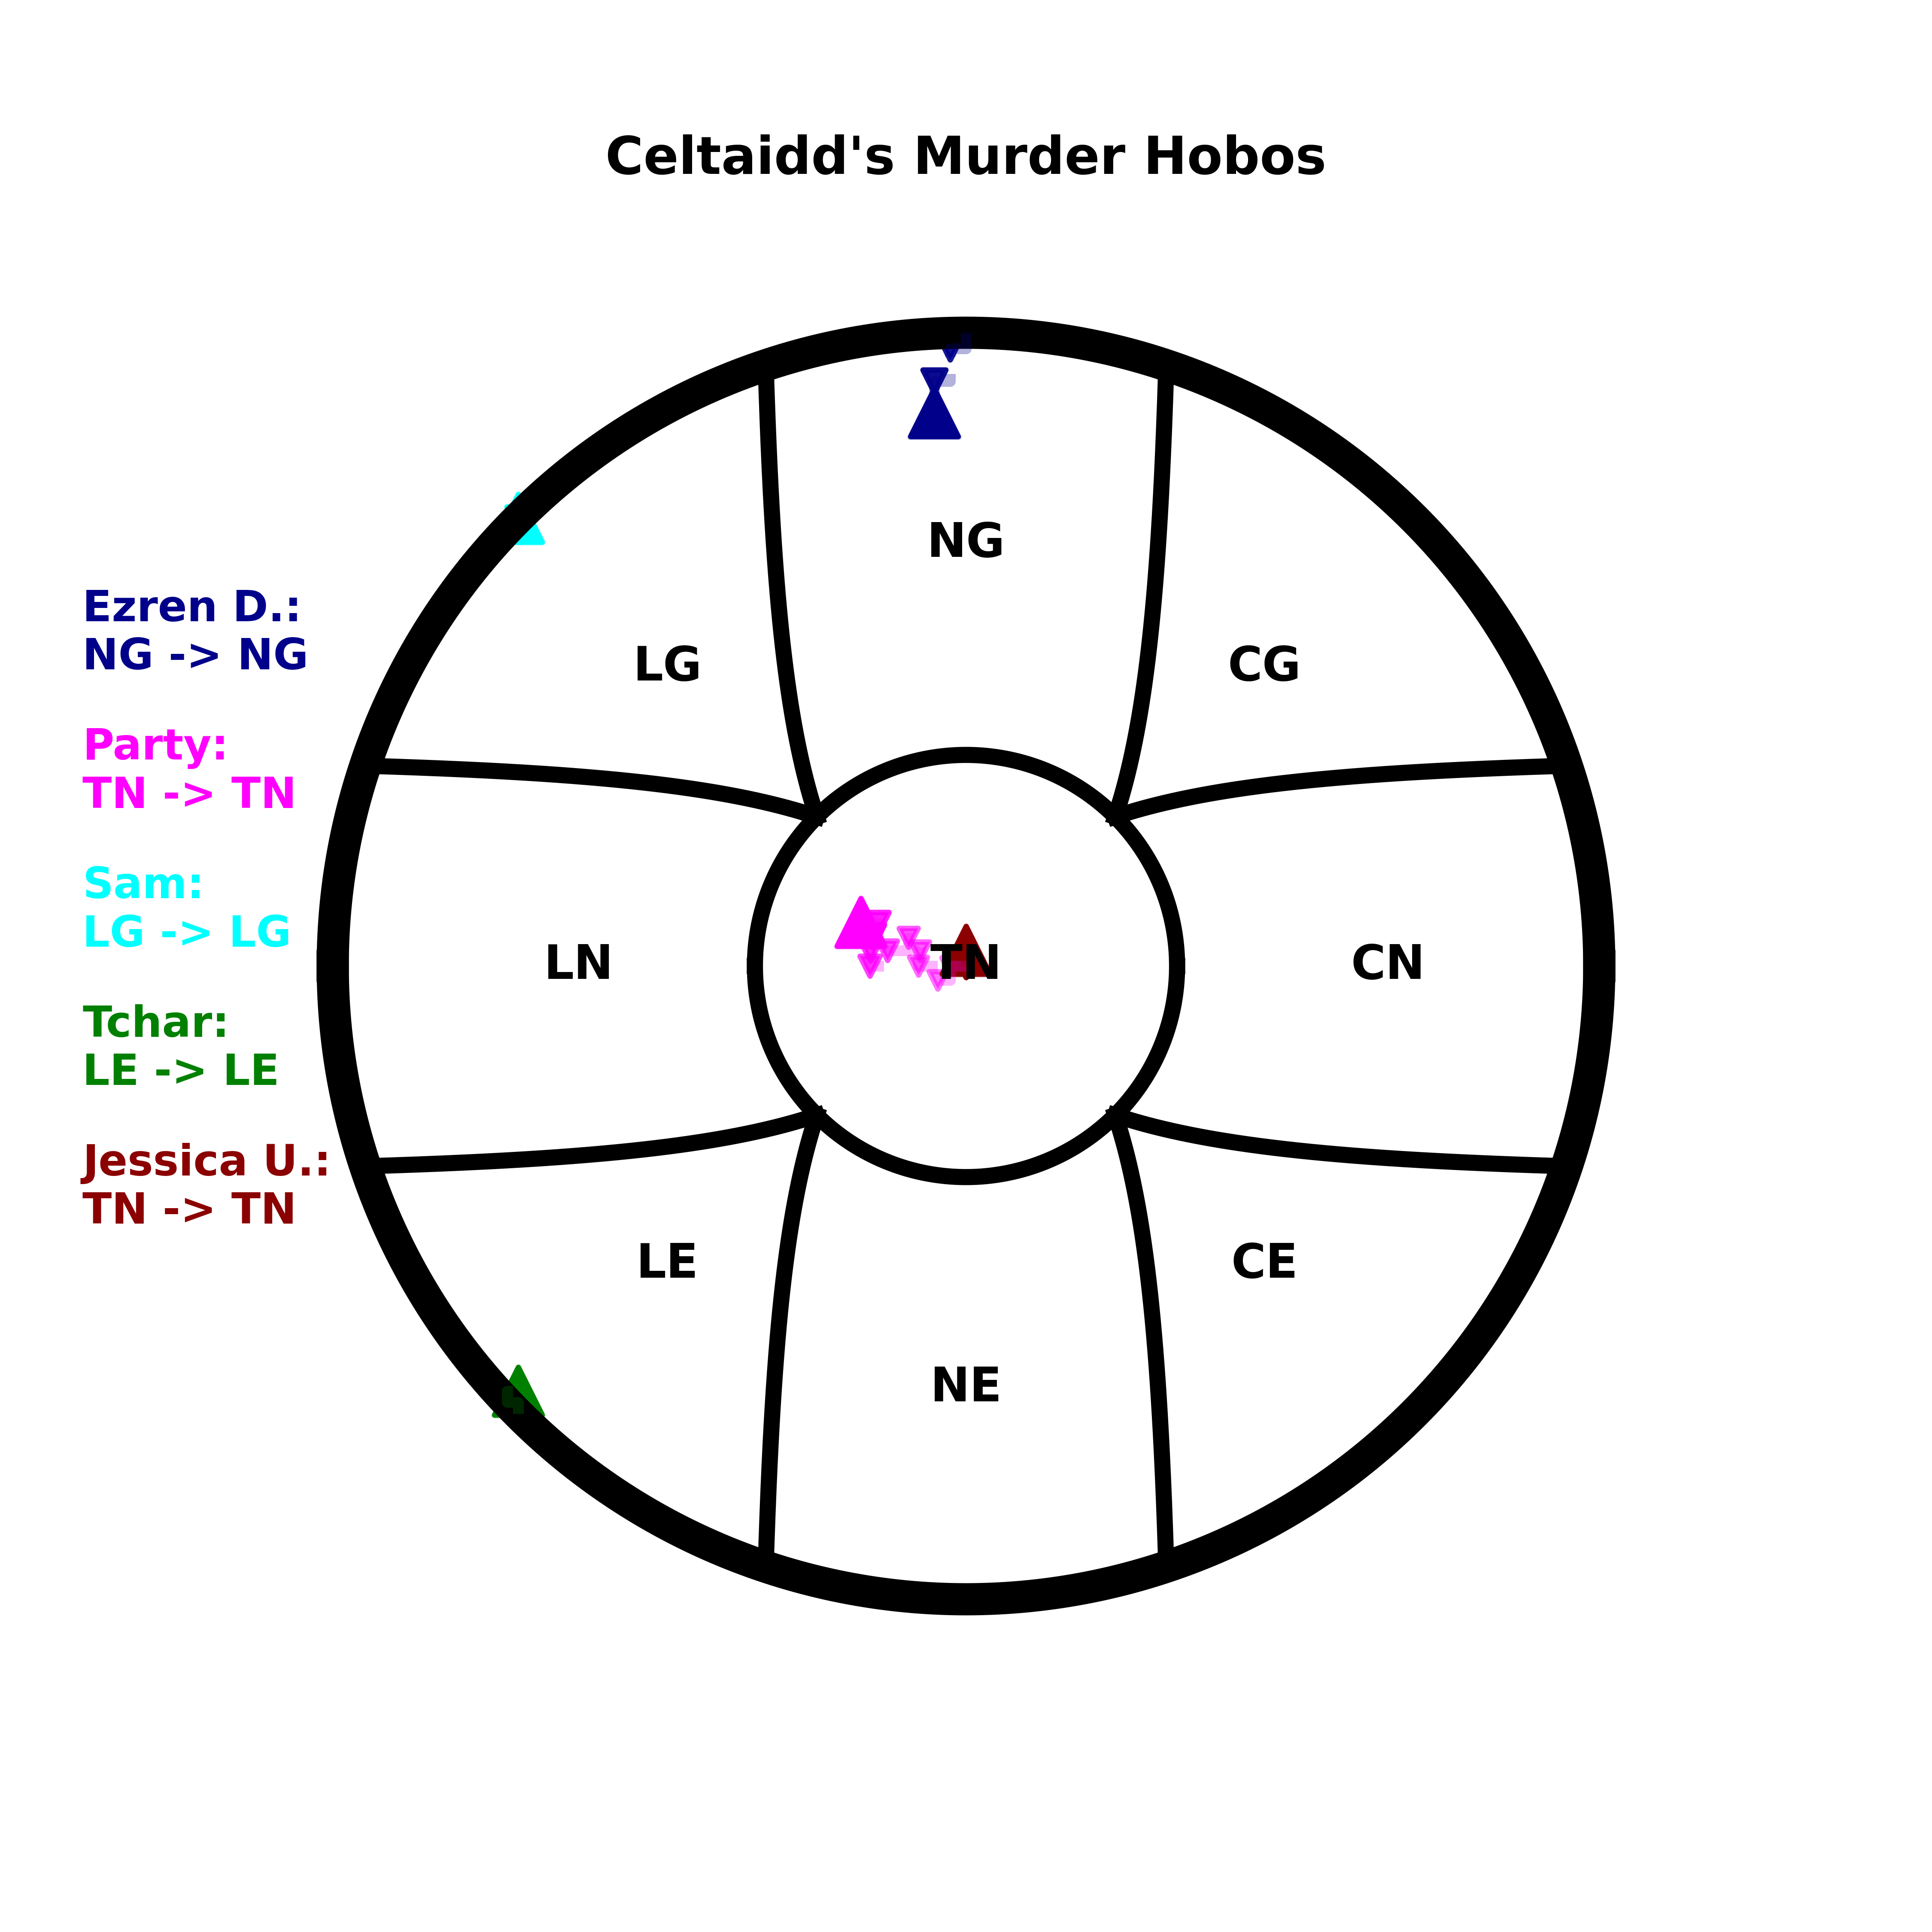 Celtaidd's Murder Hobos
NG
LG
CG
Ezren D.:
NG -> NG
Party:
TN -> TN
Sam:
LG -> LG
LN
TN
CN
Tchar:
LE -> LE
Jessica U.:
TN -> TN
LE
CE
NE